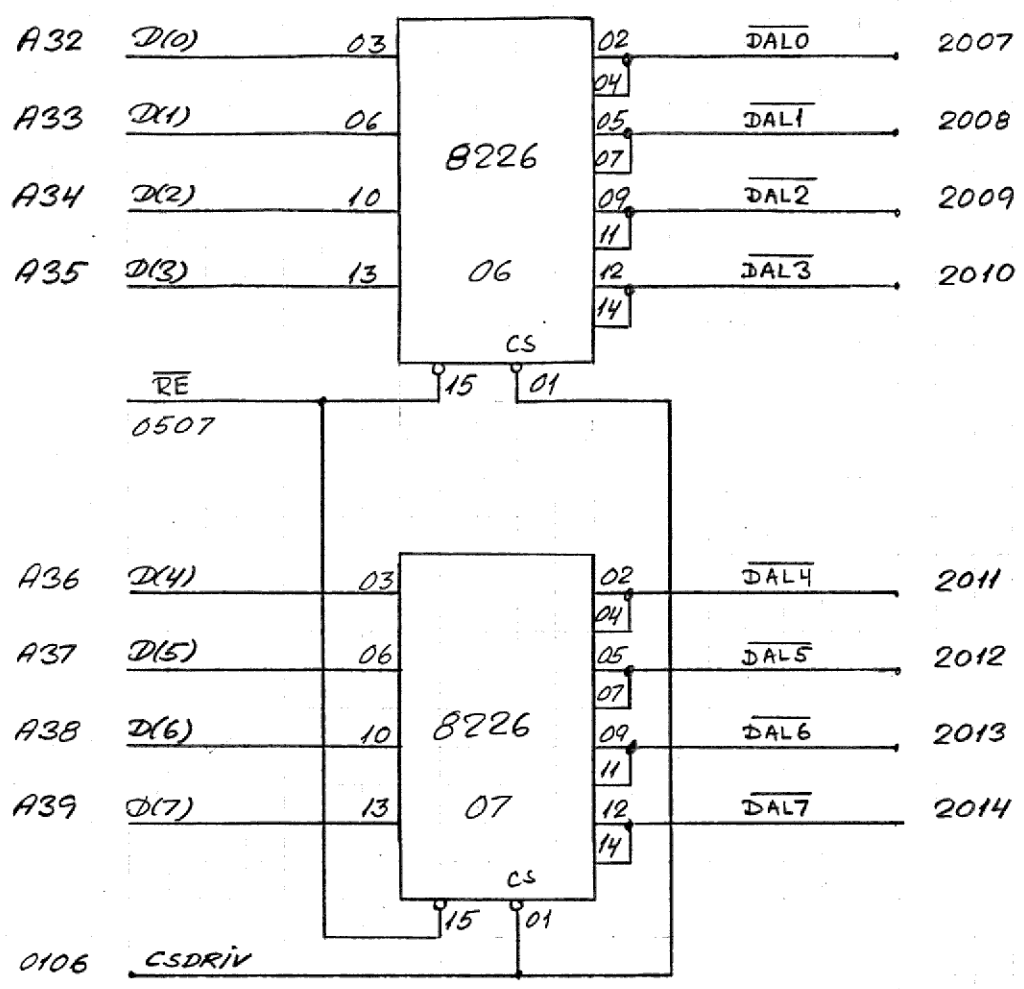 A32 D(0) 03 02 DAL0 2007
04
A33 D(1) 06 05 DAL1 2008
8226 07
A34 D(2) 10 09 DAL2 2009
11
A35 D(3) 13 06 12 DAL3 2010
14
CS
RE 15 01
0507
A36 D(4) 03 02 DAL4 2011
04
A37 D(5) 06 05 DAL5 2012
07
A38 D(6) 10 8226 09 DAL6 2013
11
A39 D(7) 13 07 12 DAL7 2014
14
CS
15 01
0106 CSDRiV